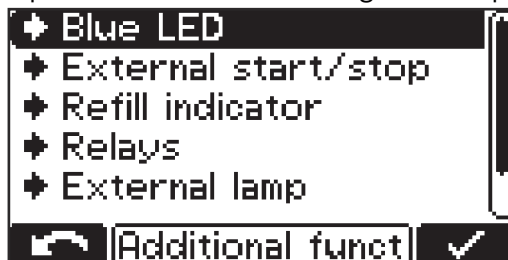 Blue LED
External start/stop
Refill indicator
Relays
External lamp
Additional funct